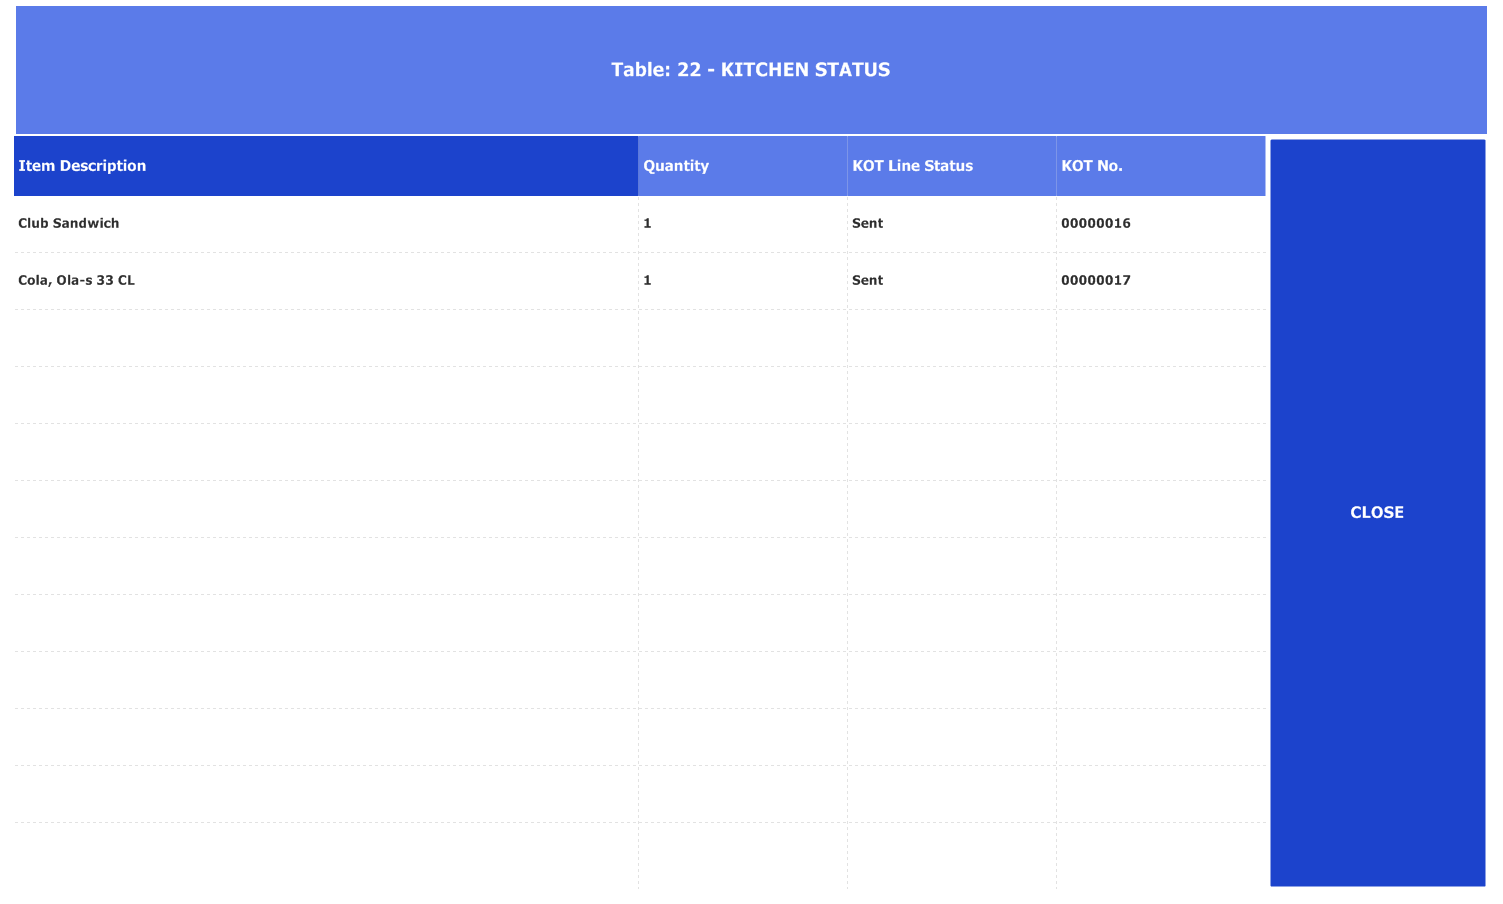 Table: 22 - KITCHEN STATUS
Item Description Quantity KOT Line Status KOT No.
Club Sandwich 1 Sent 00000016
Cola, Ola-s 33 CL 1 Sent 00000017
CLOSE